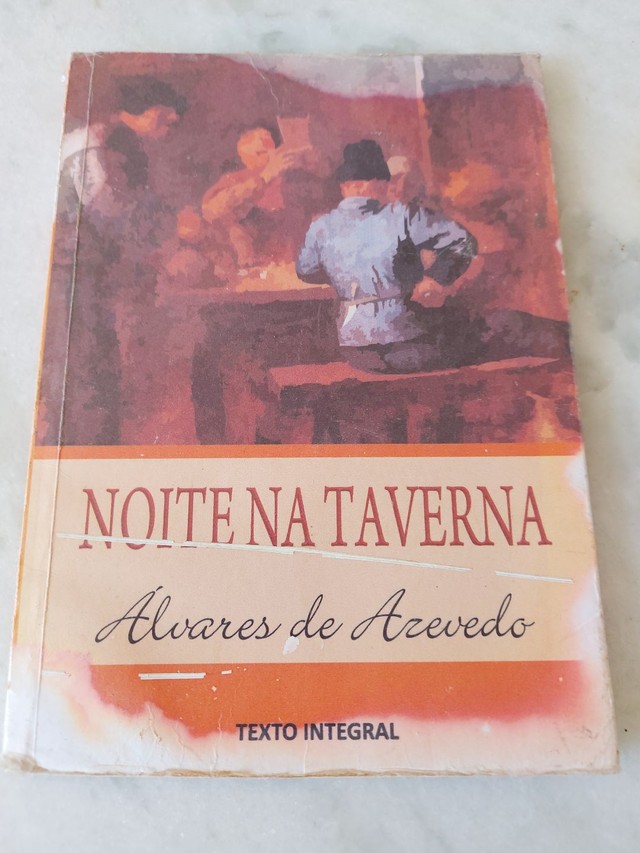 NOITE NA TAVERNA
Álvares de Azevedo
TEXTO INTEGRAL